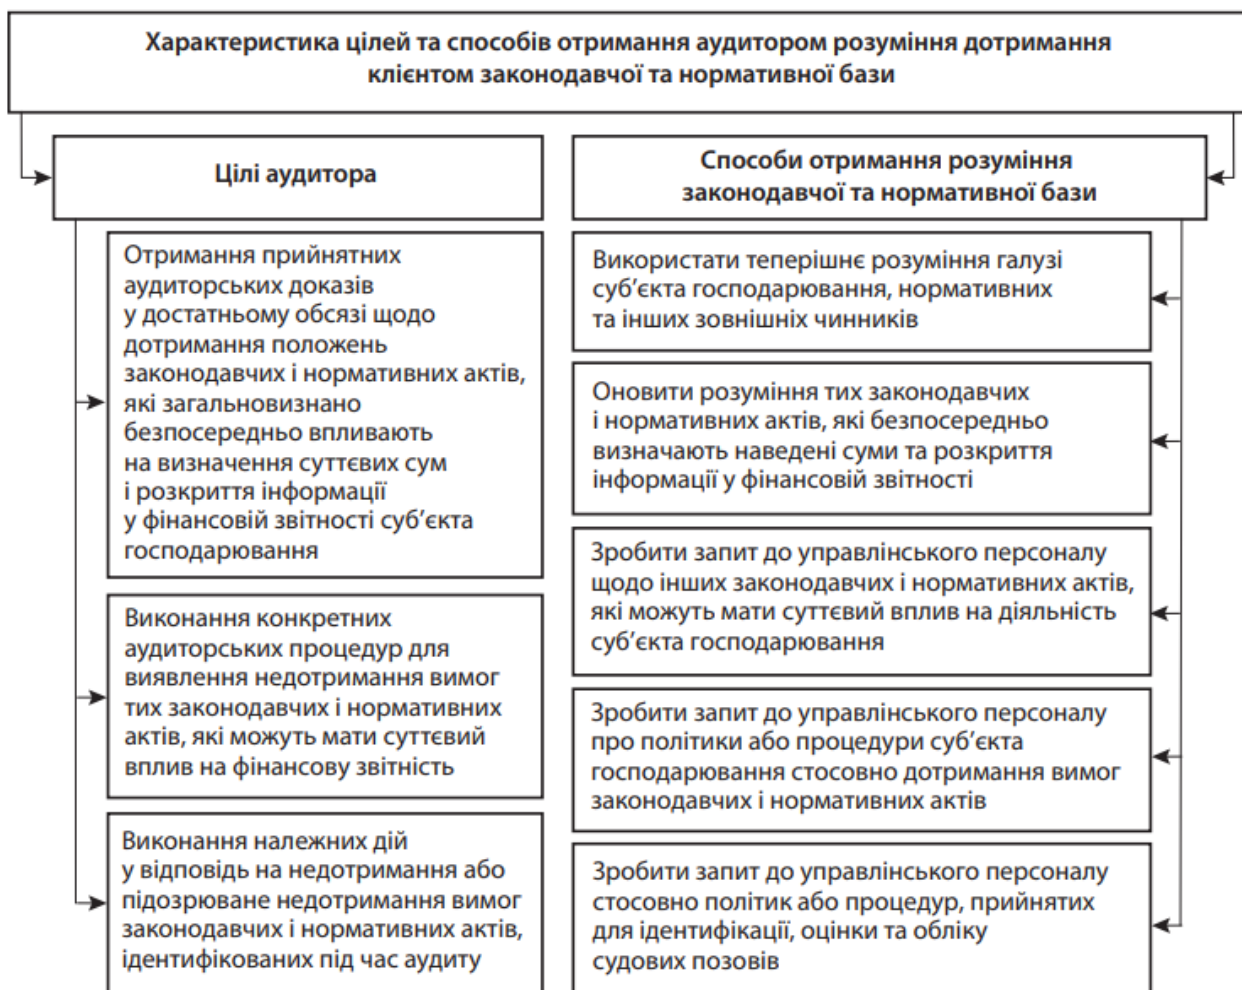 Характеристика цілей та способів отримання аудитором розуміння дотримання
клієнтом законодавчої та нормативної бази
Цілі аудитора
Отримання прийнятних
аудиторських доказів
у достатньому обсязі щодо
дотримання положень
законодавчих і нормативних актів,
які загальновизнано
безпосередньо впливають
на визначення суттєвих сум
і розкриття інформації
у фінансовій звітності суб’єкта
господарювання
Виконання конкретних
аудиторських процедур для
виявлення недотримання вимог
тих законодавчих і нормативних
актів, які можуть мати суттєвий
вплив на фінансову звітність
Виконання належних дій
у відповідь на недотримання або
підозрюване недотримання вимог
законодавчих і нормативних актів,
ідентифікованих під час аудиту
Способи отримання розуміння
законодавчої та нормативної бази
Використати теперішнє розуміння галузі
суб’єкта господарювання, нормативних
та інших зовнішніх чинників
Оновити розуміння тих законодавчих
і нормативних актів, які безпосередньо
визначають наведені суми та розкриття
інформації у фінансовій звітності
Зробити запит до управлінського персоналу
щодо інших законодавчих і нормативних актів,
які можуть мати суттєвий вплив на діяльність
суб’єкта господарювання
Зробити запит до управлінського персоналу
про політики або процедури суб’єкта
господарювання стосовно дотримання вимог
законодавчих і нормативних актів
Зробити запит до управлінського персоналу
стосовно політик або процедур, прийнятих
для ідентифікації, оцінки та обліку
судових позовів